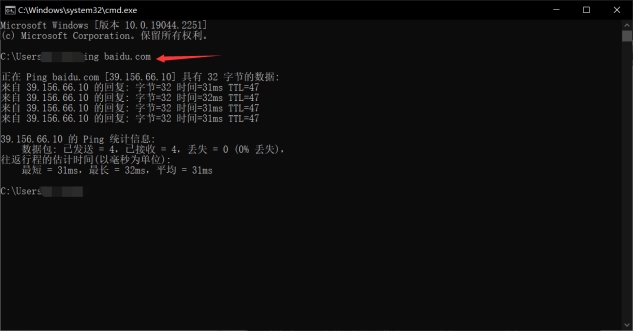 C:\Windows\system32\cmd.exe
Microsoft Windows [版本 10.0.19044.2251]
(c) Microsoft Corporation。保留所有权利。
C:\Users ing baidu.com
正在 Ping baidu.com [39.156.66.10] 具有 32 字节的数据:
来自 39.156.66.10 的回复: 字节=32 时间=31ms TTL=47
来自 39.156.66.10 的回复: 字节=32 时间=32ms TTL=47
来自 39.156.66.10 的回复: 字节=32 时间=31ms TTL=47
来自 39.156.66.10 的回复: 字节=32 时间=31ms TTL=47
39.156.66.10 的 Ping 统计信息:
数据包: 已发送 = 4，已接收 = 4，丢失 = 0 (0% 丢失)，
往返行程的估计时间(以毫秒为单位):
最短 = 31ms，最长 = 32ms，平均 = 31ms
C:\Users